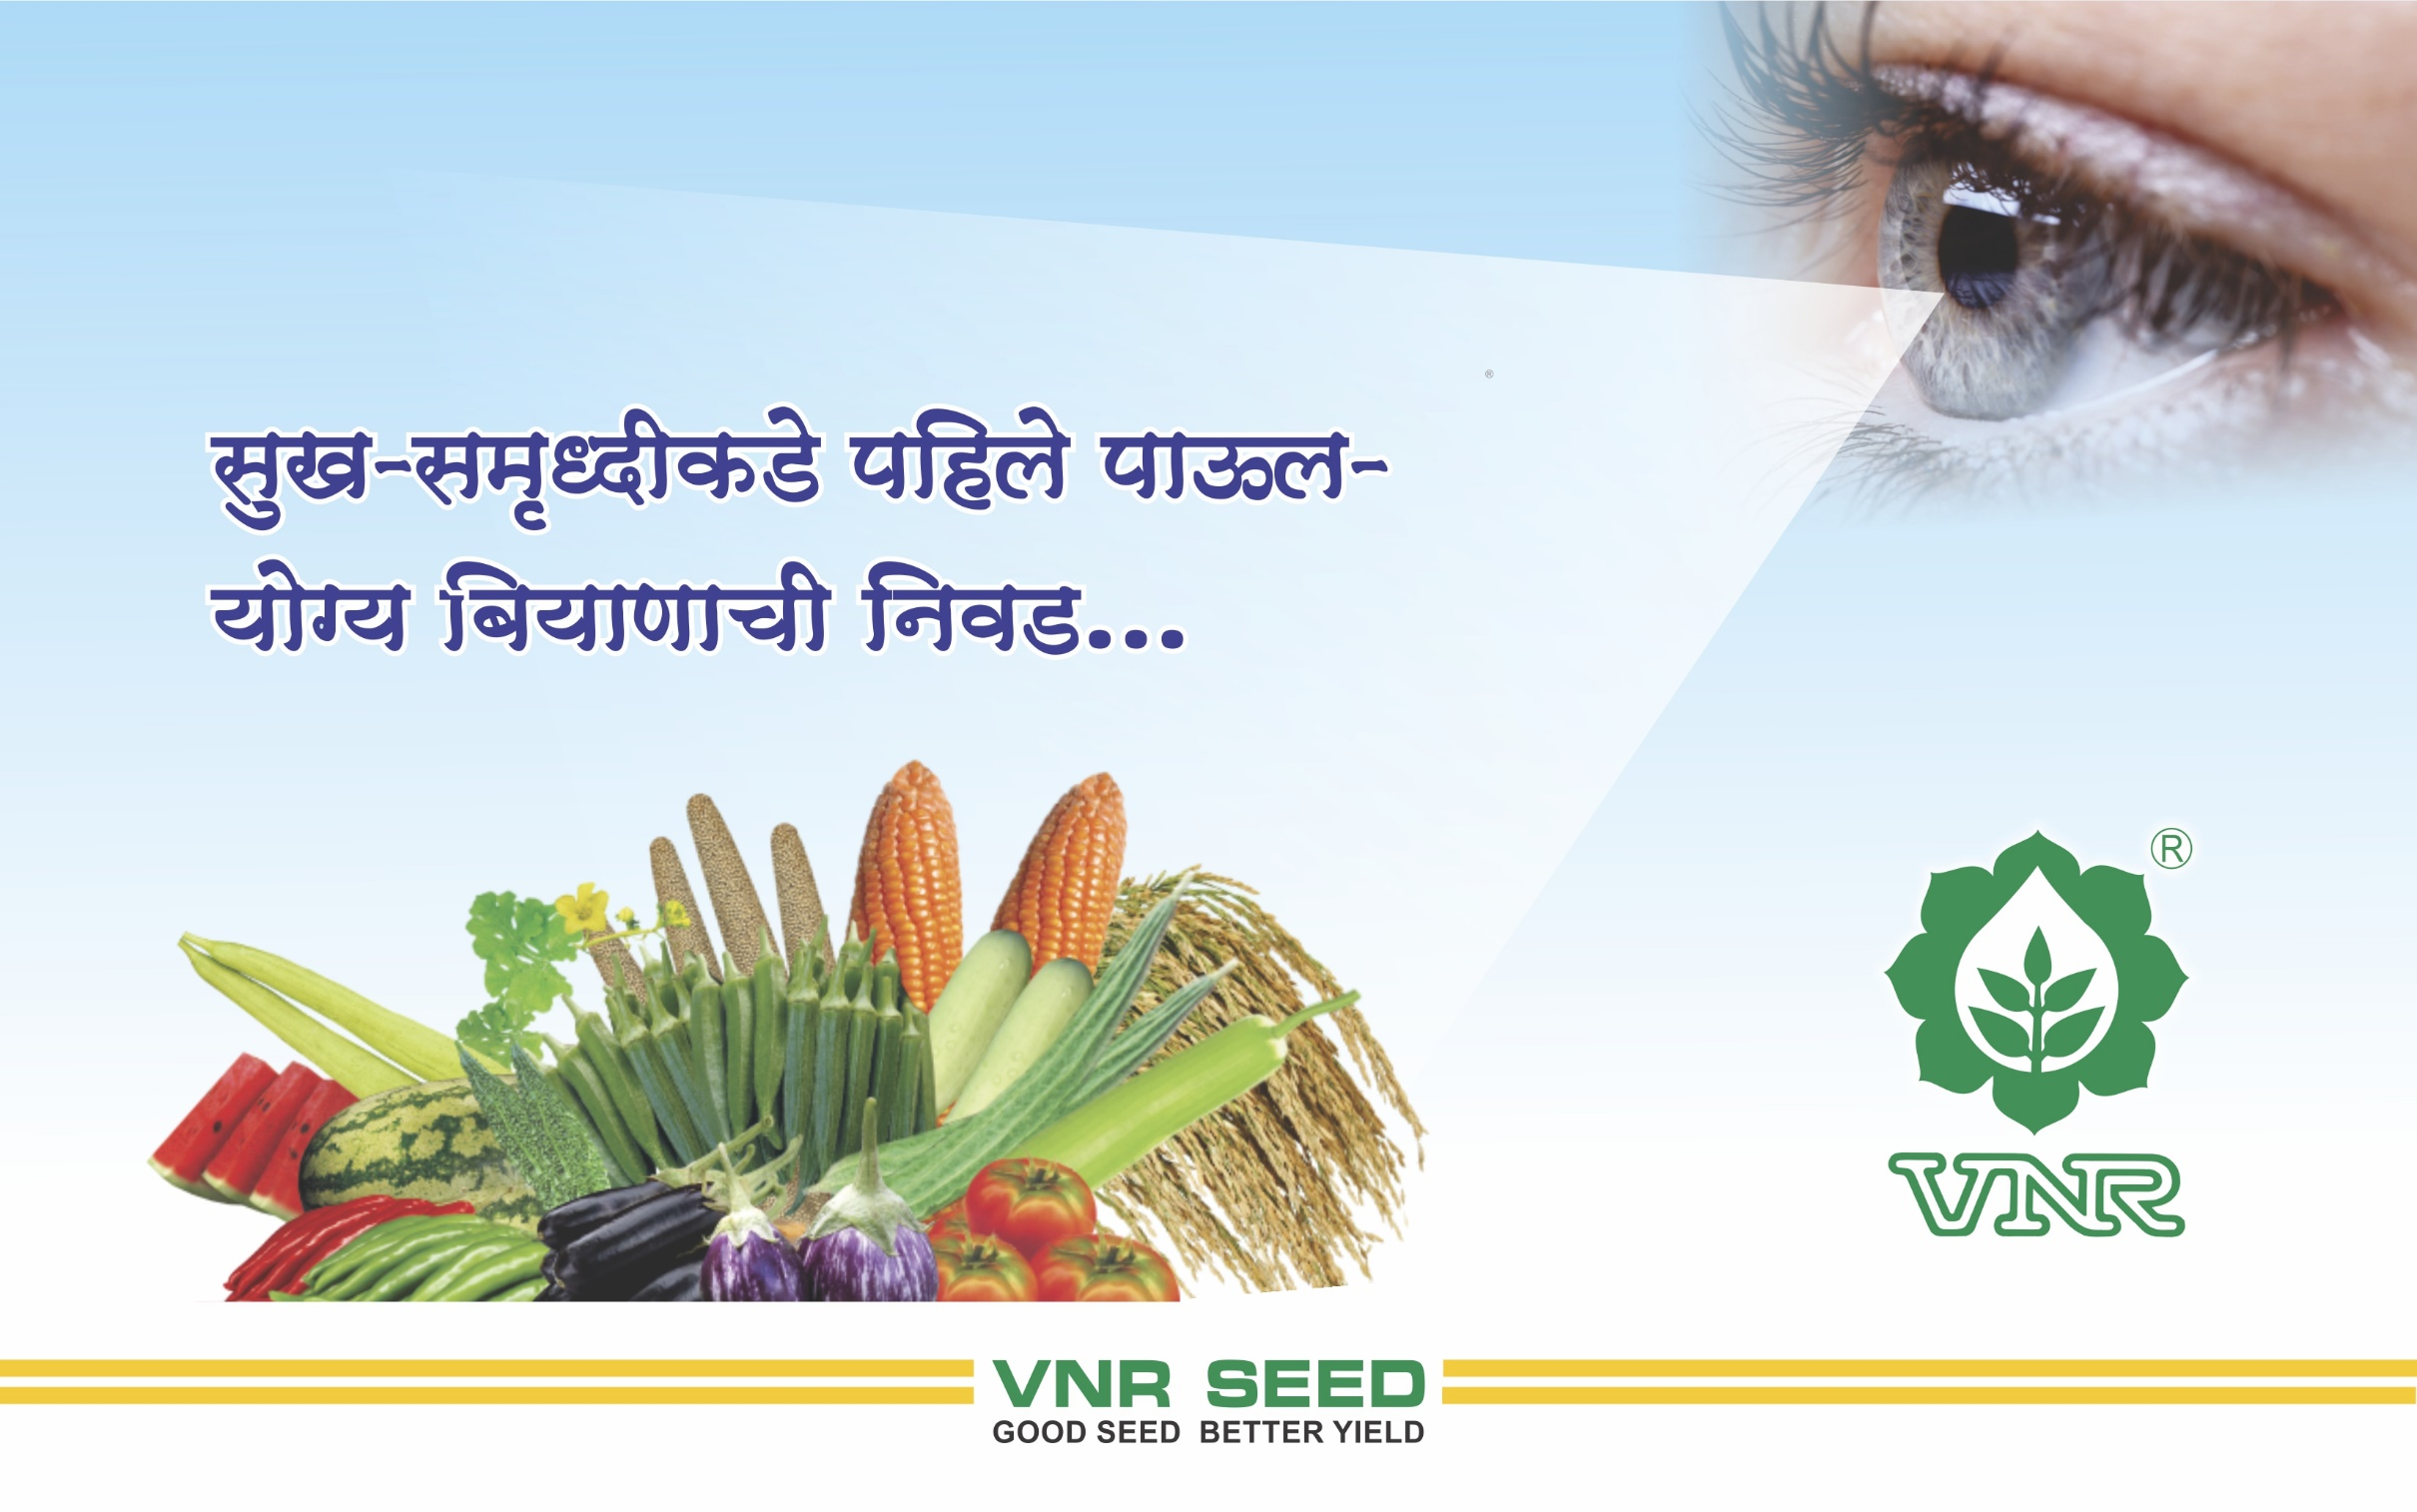 सुख-समृध्दीकडे पहिले पाऊल-
योग्य बियाणाची निवड...
®
®
VNR
VNR SEED
GOOD SEED BETTER YIELD